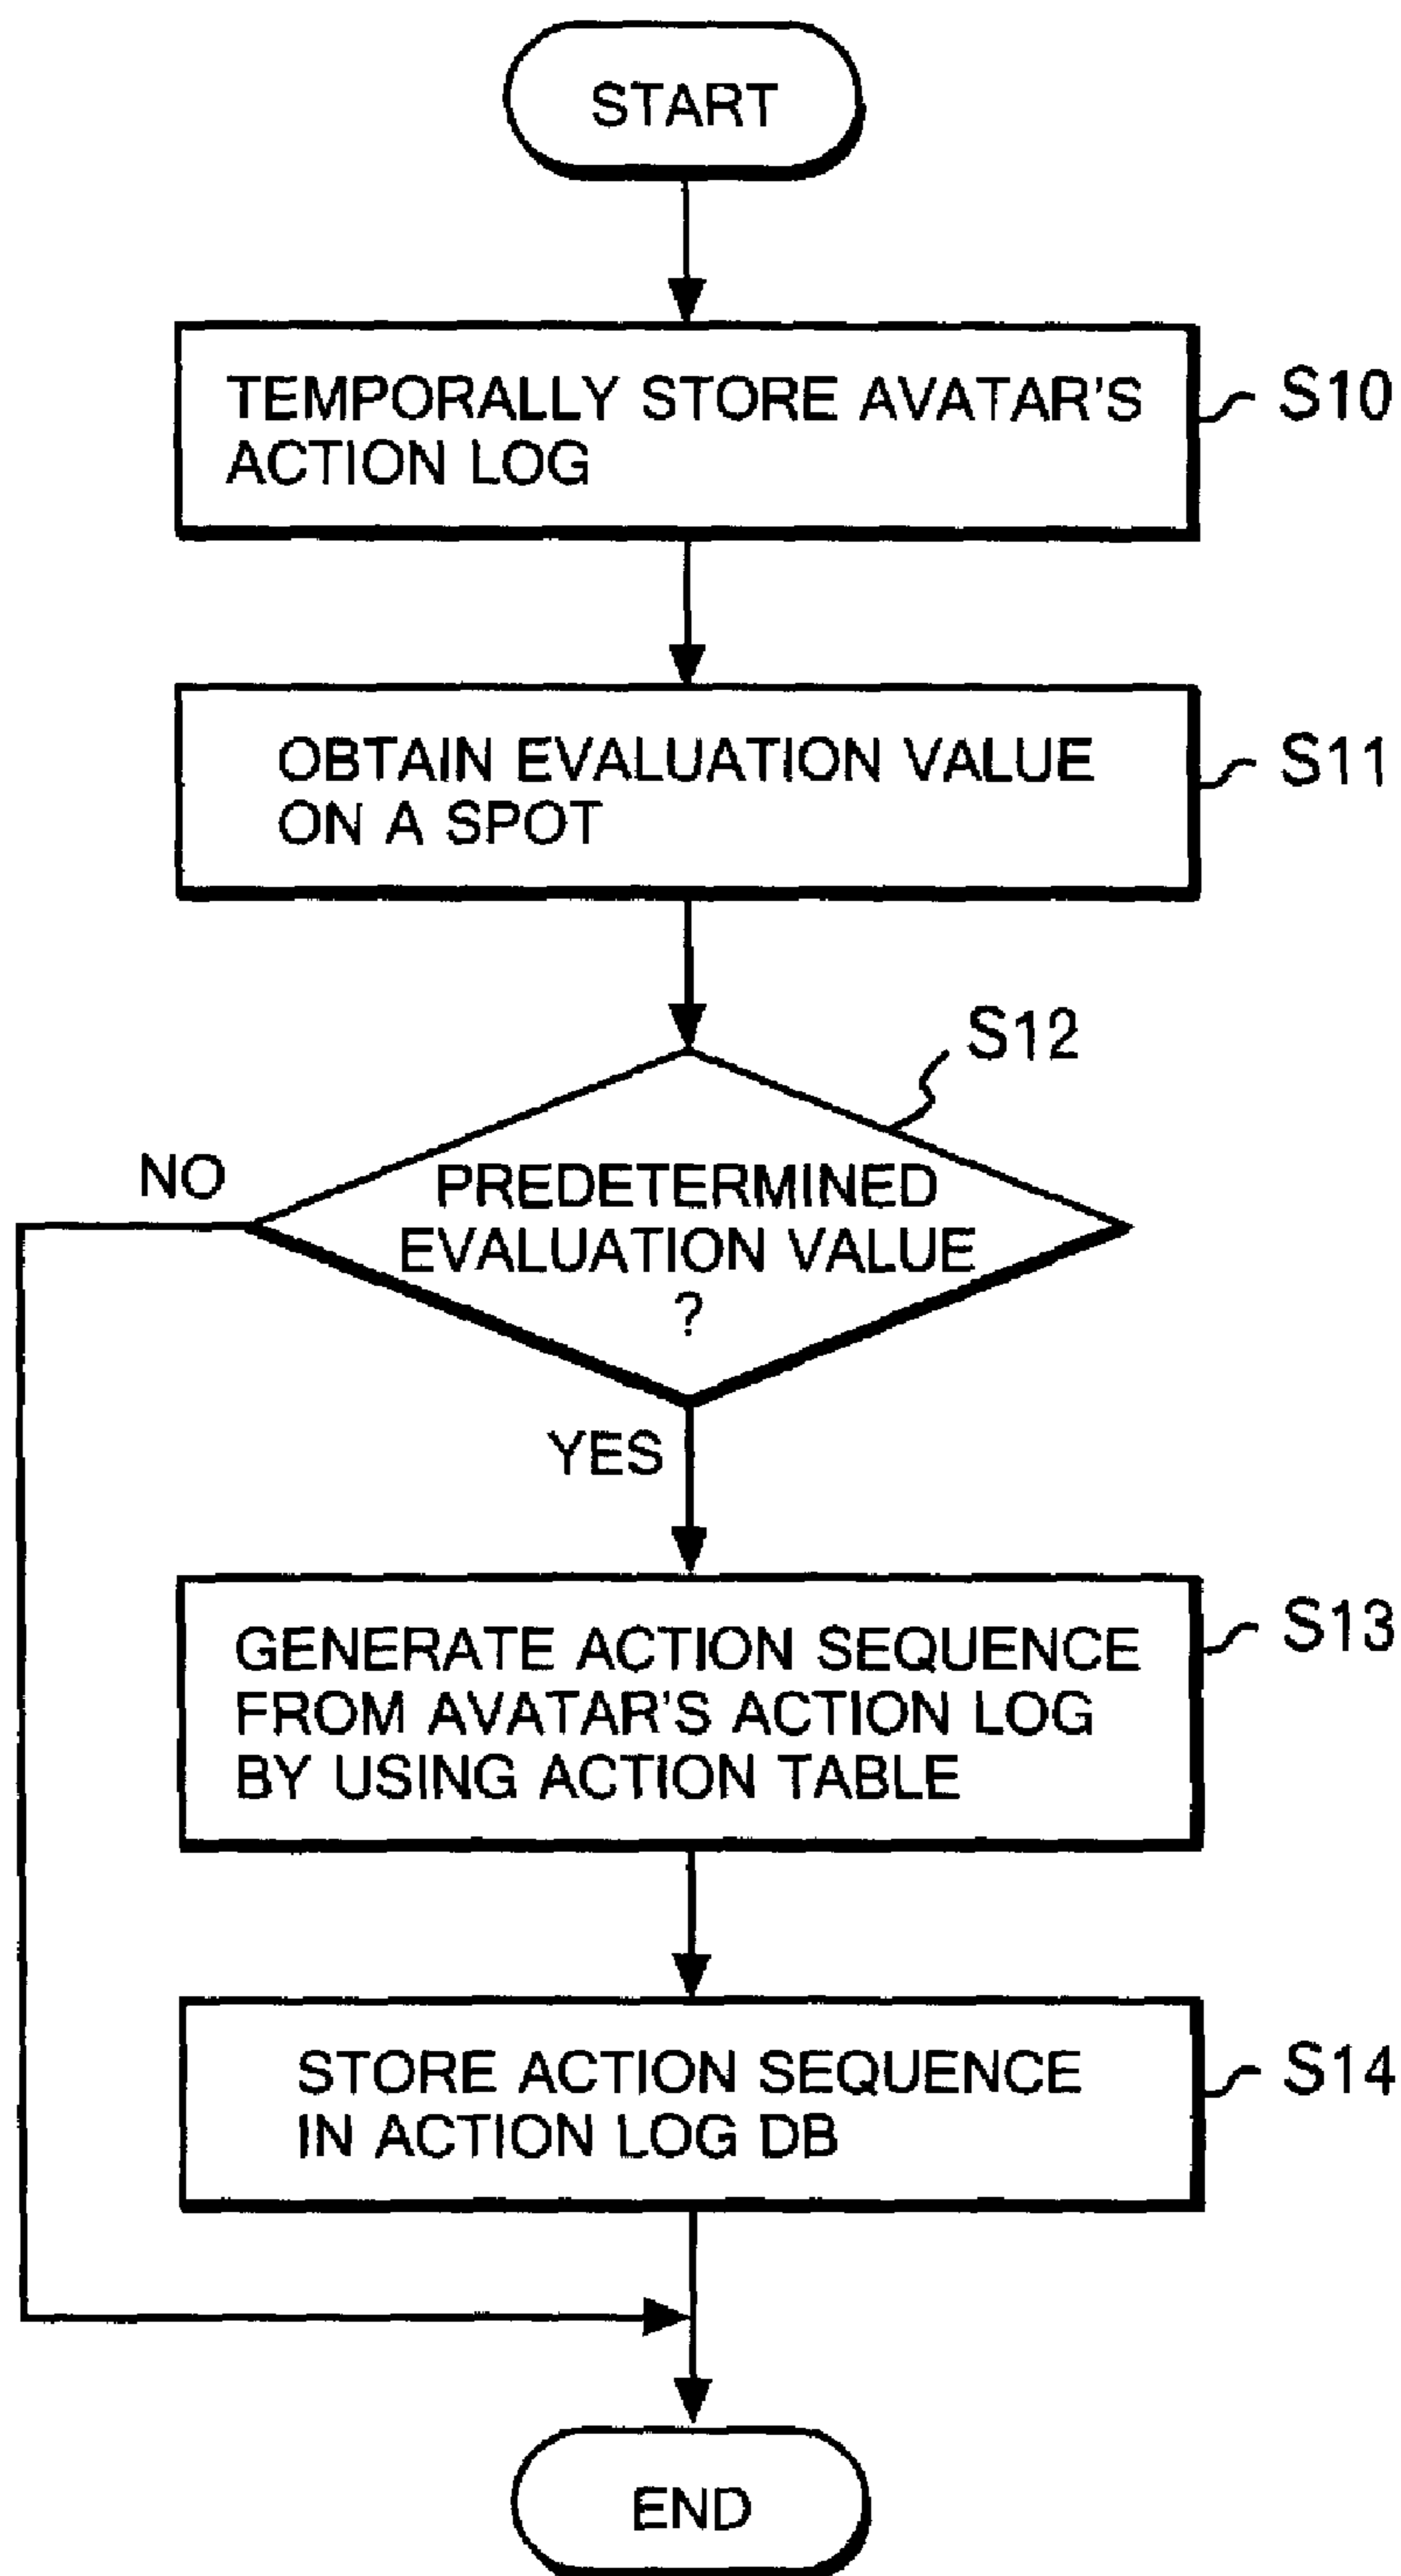 START
TEMPORALLY STORE AVATAR'S
ACTION LOG
S10
OBTAIN EVALUATION VALUE
ON A SPOT
S11
S12
NO
PREDETERMINED
EVALUATION VALUE
?
YES
GENERATE ACTION SEQUENCE
FROM AVATAR'S ACTION LOG
BY USING ACTION TABLE
S13
STORE ACTION SEQUENCE
IN ACTION LOG DB
S14
END